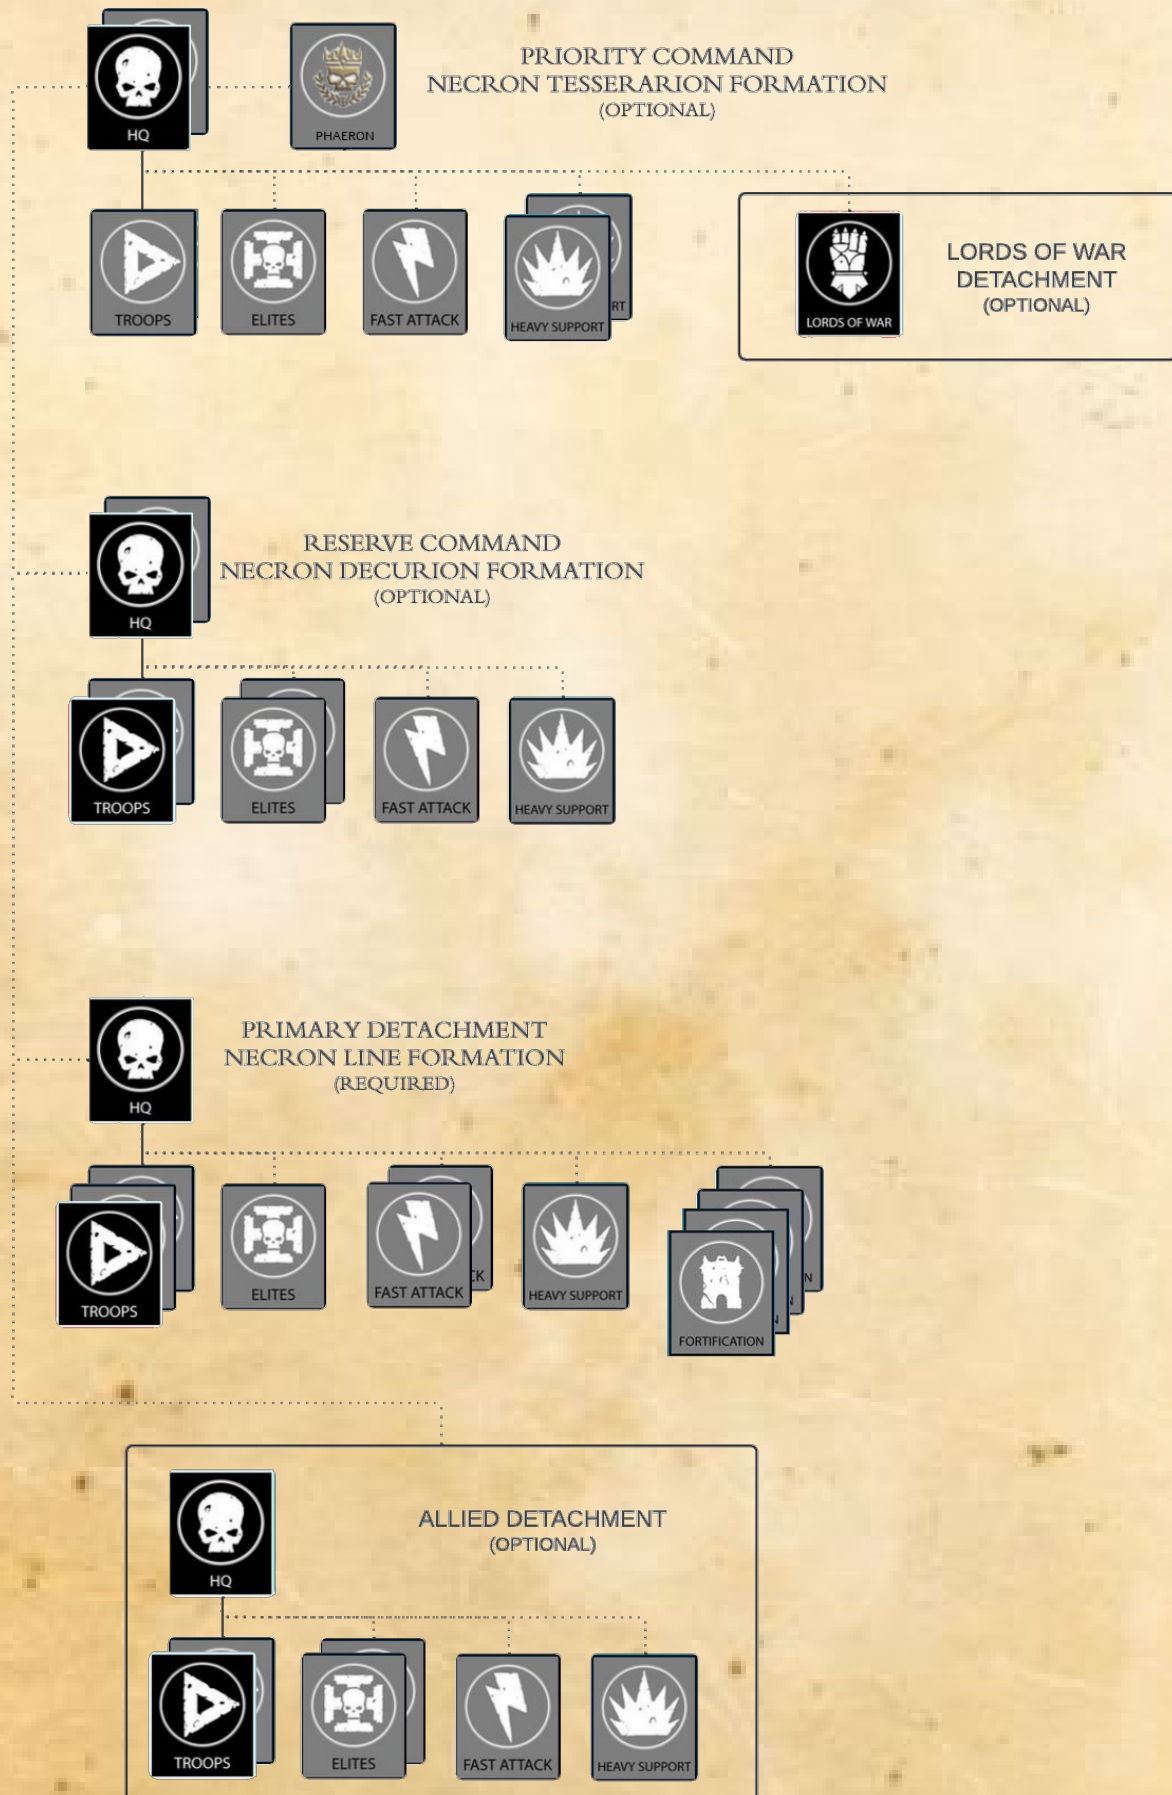 PRIORITY COMMAND
NECRON TESSERARION FORMATION
(OPTIONAL)
HQ
PHAERON
TROOPS
ELITES
FAST ATTACK
HEAVY SUPPORT
RT
LORDS OF WAR
LORDS OF WAR
DETACHMENT
(OPTIONAL)
RESERVE COMMAND
NECRON DECURION FORMATION
(OPTIONAL)
HQ
TROOPS
ELITES
FAST ATTACK
HEAVY SUPPORT
PRIMARY DETACHMENT
NECRON LINE FORMATION
(REQUIRED)
HQ
TROOPS
ELITES
FAST ATTACK
CK
HEAVY SUPPORT
FORTIFICATION
N
N
N
ALLIED DETACHMENT
(OPTIONAL)
HQ
TROOPS
ELITES
FAST ATTACK
HEAVY SUPPORT